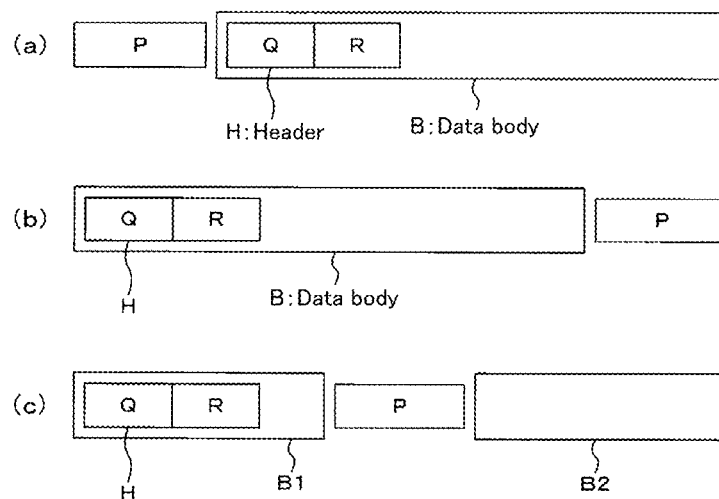 (a) P Q R
H:Header B:Data body
(b) Q R P
H B:Data body
(c) Q R P
H B1 B2